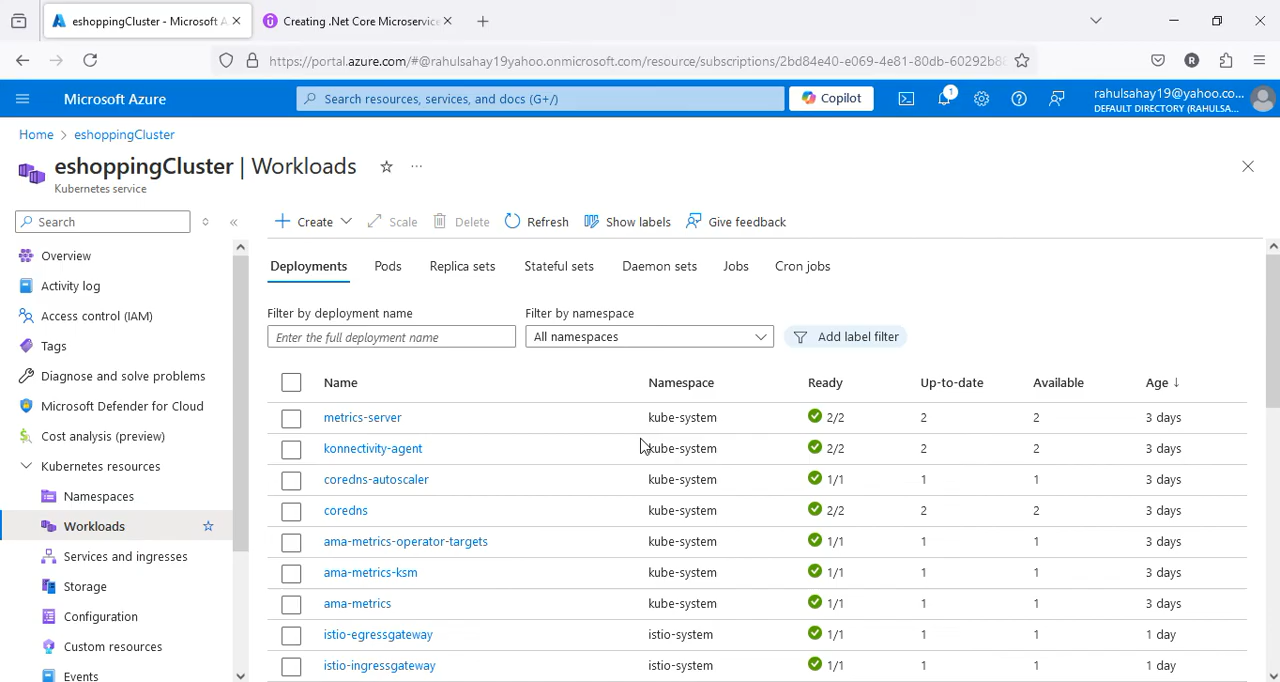 eshoppingCluster - Microsoft A
Creating .Net Core Microservice
https://portal.azure.com/#@rahulsahay19yahoo.onmicrosoft.com/resource/subscriptions/2bd84e40-e069-4e81-80db-60292b8
R
Microsoft Azure
Search resources, services, and docs (G+/)
Copilot
1
rahulsahay19@yahoo.co...
DEFAULT DIRECTORY (RAHULSA...
Home > eshoppingCluster
eshoppingCluster | Workloads
Kubernetes service
Search
Create
Scale
Delete
Refresh
Show labels
Give feedback
Overview
Activity log
Access control (IAM)
Tags
Diagnose and solve problems
Microsoft Defender for Cloud
Cost analysis (preview)
Kubernetes resources
Namespaces
Workloads
Services and ingresses
Storage
Configuration
Custom resources
Events
Deployments Pods Replica sets Stateful sets Daemon sets Jobs Cron jobs
Filter by deployment name
Enter the full deployment name
Filter by namespace
All namespaces
Add label filter
Name Namespace Ready Up-to-date Available Age ↓
metrics-server kube-system 2/2 2 2 3 days
konnectivity-agent kube-system 2/2 2 2 3 days
coredns-autoscaler kube-system 1/1 1 1 3 days
coredns kube-system 2/2 2 2 3 days
ama-metrics-operator-targets kube-system 1/1 1 1 3 days
ama-metrics-ksm kube-system 1/1 1 1 3 days
ama-metrics kube-system 1/1 1 1 3 days
istio-egressgateway istio-system 1/1 1 1 1 day
istio-ingressgateway istio-system 1/1 1 1 1 day